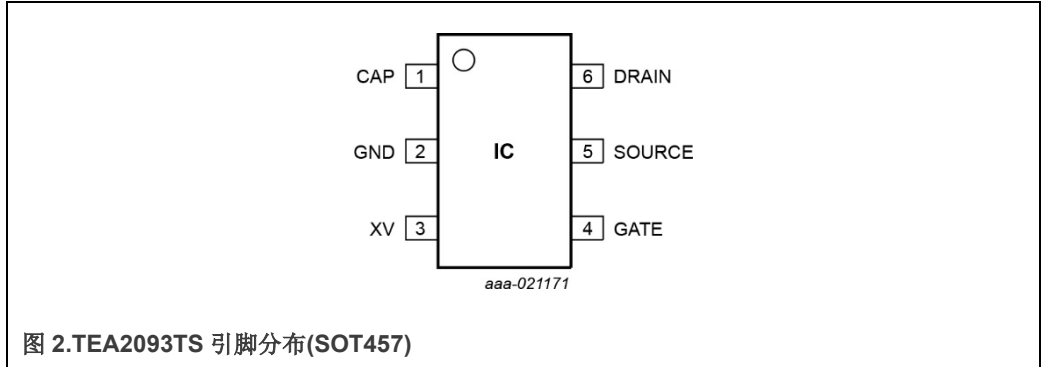 CAP 1 6 DRAIN
GND 2 IC 5 SOURCE
XV 3 4 GATE
aaa-021171
图 2.TEA2093TS 引脚分布(SOT457)